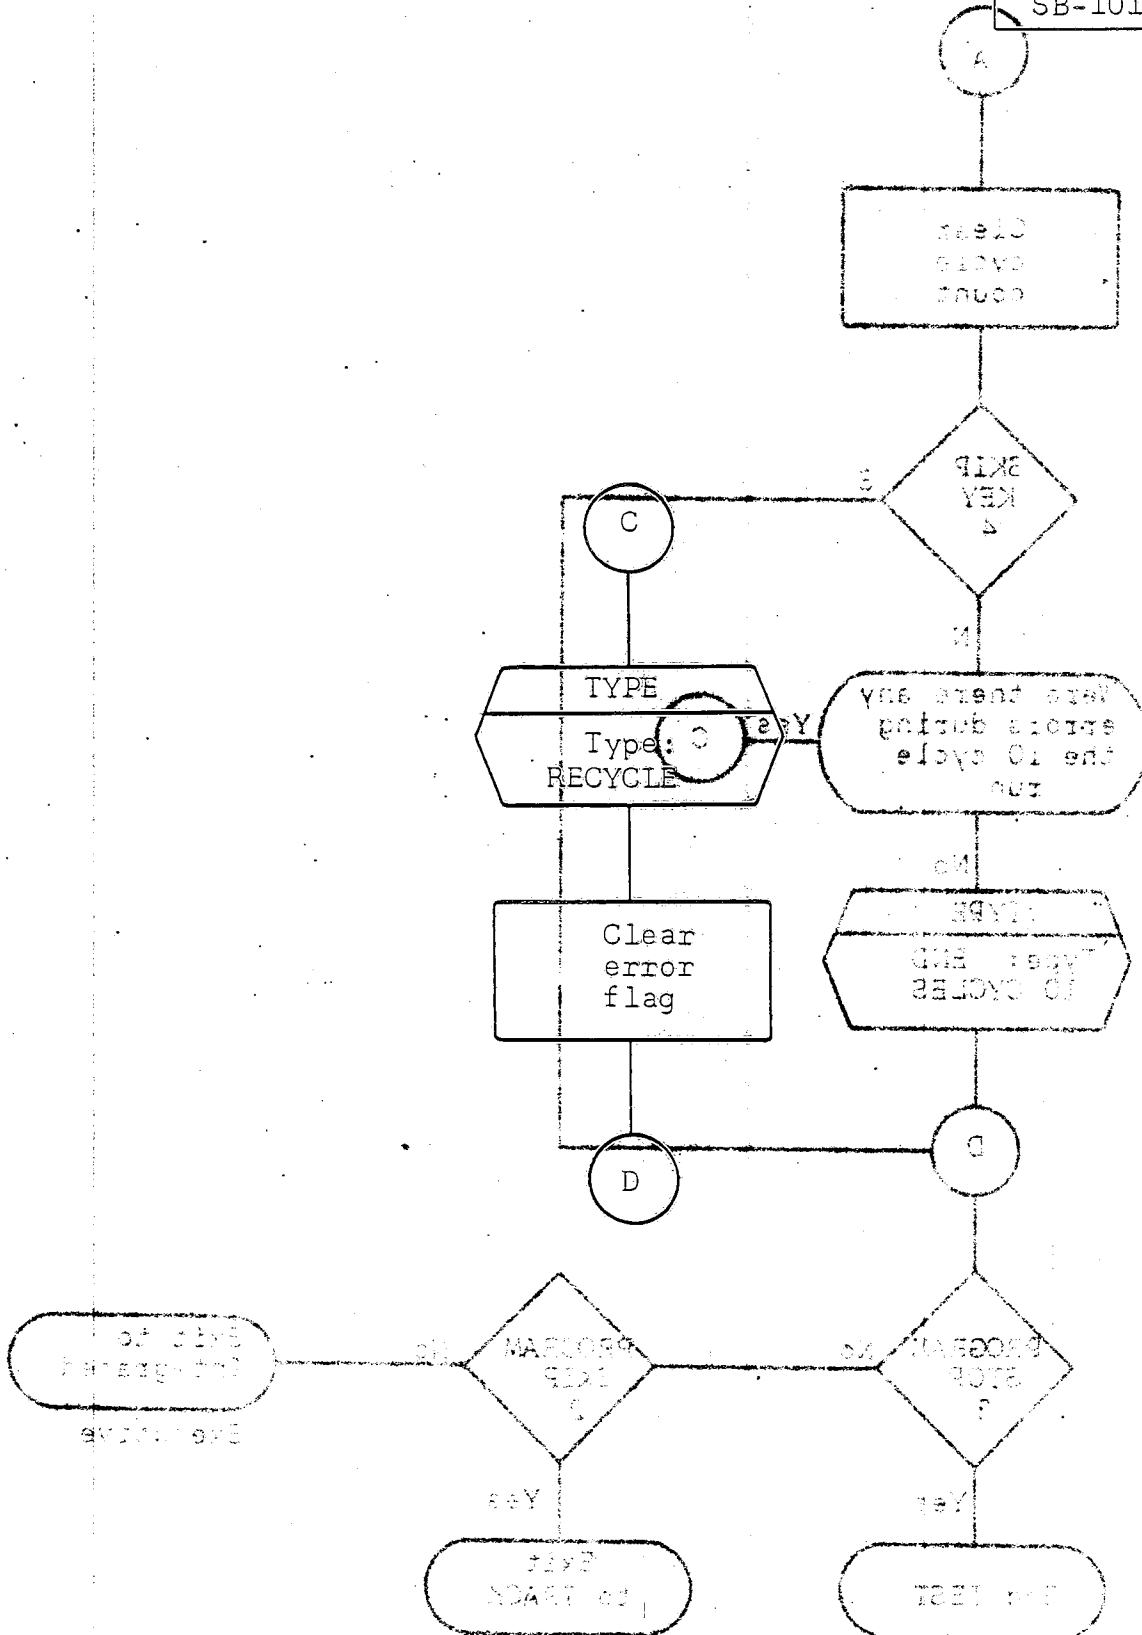 SB-101
A
Clear
cycle
count
SKIP
KEY
4
S
C
N
TYPE
Type:
RECYCLE
C
Yes
Were there any
errors during
the 10 cycle
run
No
TYPE
Type: END
10 CYCLES
Clear
error
flag
D
D
Exit to
Integrated
Executive
No
PROGRAM
SKIP
?
No
PROGRAM
STOP
?
Yes
Yes
Exit
to TRACK
TEST